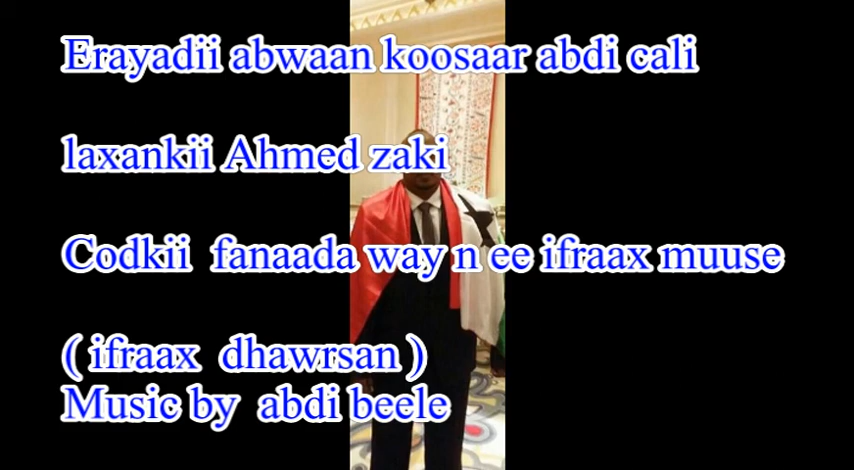 Erayadii abwaan koosaar abdi cali
laxankii Ahmed zaki
Codkii fanaada way n ee ifraax muuse
( ifraax dhawrsan )
Music by abdi beele